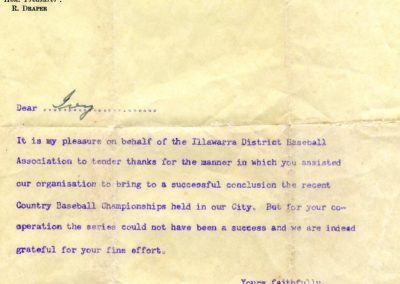 Hon. Treasurer:
R. DRAPER
Dear Ivy
It is my pleasure on behalf of the Illawarra District Baseball
Association to tender thanks for the manner in which you assisted
our organisation to bring to a successful conclusion the recent
Country Baseball Championships held in our City. But for your co-
operation the series could not have been a success and we are indeed
grateful for your fine effort.
Yours faithfully,